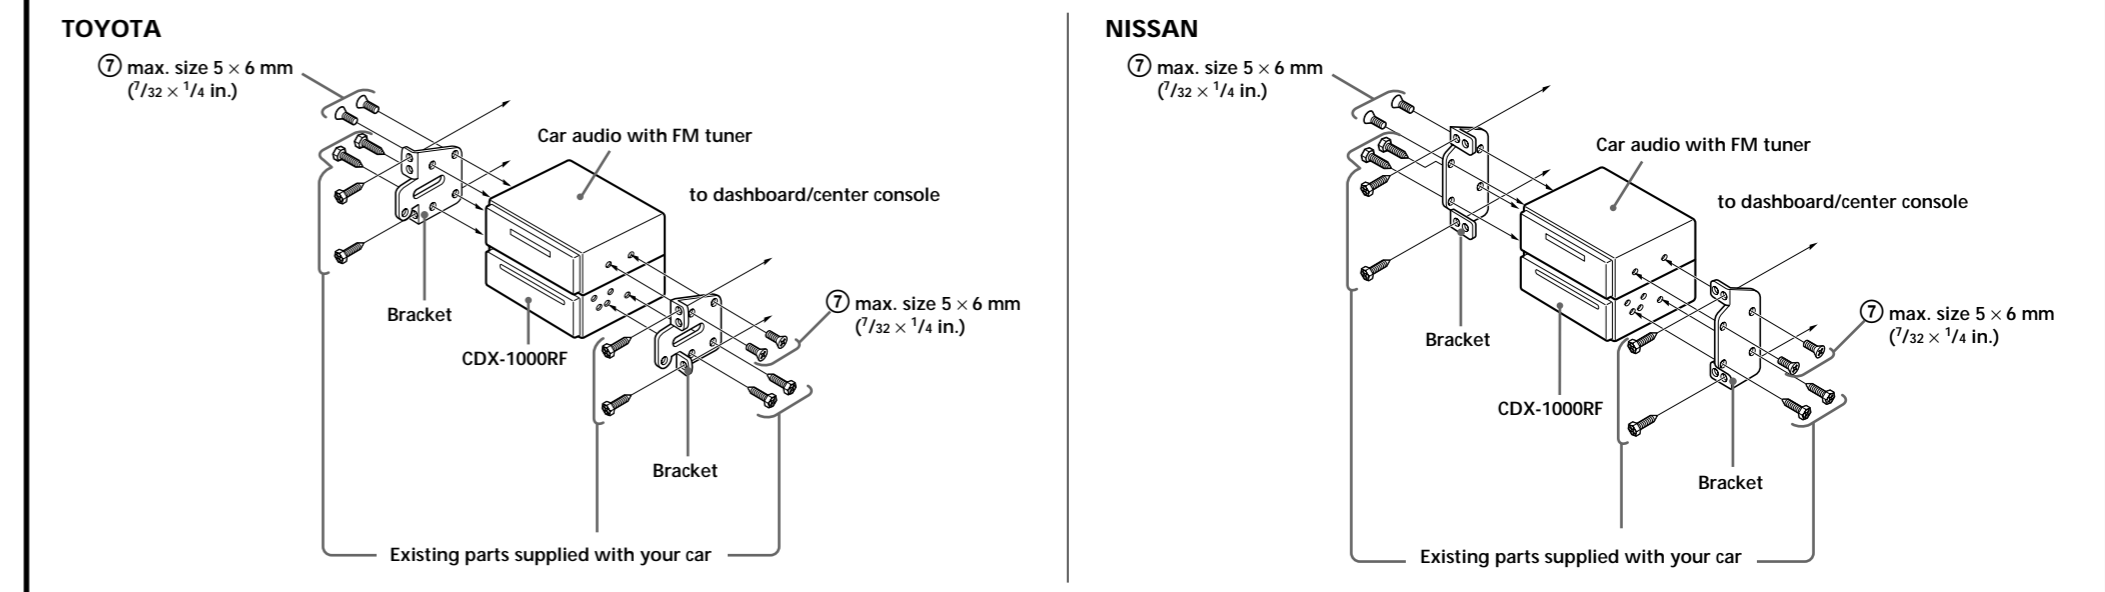 TOYOTA
⑦ max. size 5 × 6 mm
(7/32 × 1/4 in.)
Car audio with FM tuner
to dashboard/center console
Bracket
CDX-1000RF
⑦ max. size 5 × 6 mm
(7/32 × 1/4 in.)
Bracket
Existing parts supplied with your car
NISSAN
⑦ max. size 5 × 6 mm
(7/32 × 1/4 in.)
Car audio with FM tuner
to dashboard/center console
Bracket
CDX-1000RF
⑦ max. size 5 × 6 mm
(7/32 × 1/4 in.)
Bracket
Existing parts supplied with your car